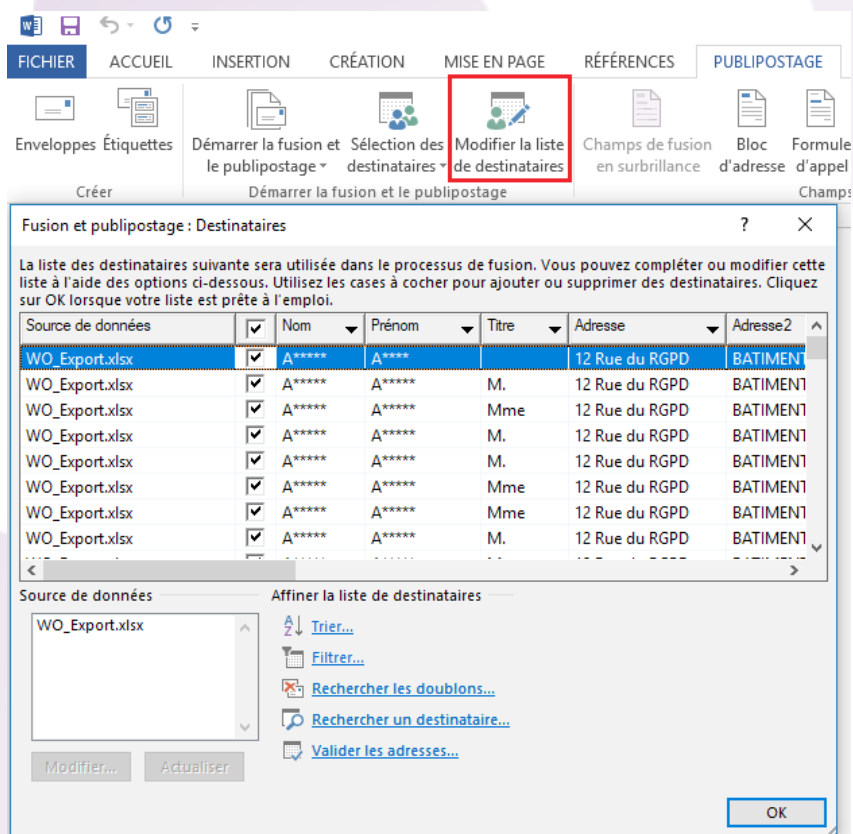 FICHIER ACCUEIL INSERTION CRÉATION MISE EN PAGE RÉFÉRENCES PUBLIPOSTAGE
Enveloppes Étiquettes Démarrer la fusion et Sélection des Modifier la liste Champs de fusion Bloc Formule
le publipostage destinataires de destinataires en surbrillance d'adresse d'appel
Créer Démarrer la fusion et le publipostage Champs
Fusion et publipostage : Destinataires ?
La liste des destinataires suivante sera utilisée dans le processus de fusion. Vous pouvez compléter ou modifier cette
liste à l'aide des options ci-dessous. Utilisez les cases à cocher pour ajouter ou supprimer des destinataires. Cliquez
sur OK lorsque votre liste est prête à l'emploi.
Source de données Nom Prénom Titre Adresse Adresse2
WO_Export.xlsx A***** A**** 12 Rue du RGPD BATIMENT
WO_Export.xlsx A***** A***** M. 12 Rue du RGPD BATIMENT
WO_Export.xlsx A***** A***** Mme 12 Rue du RGPD BATIMENT
WO_Export.xlsx A***** A***** M. 12 Rue du RGPD BATIMENT
WO_Export.xlsx A***** A***** M. 12 Rue du RGPD BATIMENT
WO_Export.xlsx A***** A***** Mme 12 Rue du RGPD BATIMENT
WO_Export.xlsx A***** A***** Mme 12 Rue du RGPD BATIMENT
WO_Export.xlsx A***** A***** M. 12 Rue du RGPD BATIMENT
Source de données Affiner la liste de destinataires
WO_Export.xlsx
Trier...
Filtrer...
Rechercher les doublons...
Rechercher un destinataire...
Valider les adresses...
Modifier... Actualiser
OK